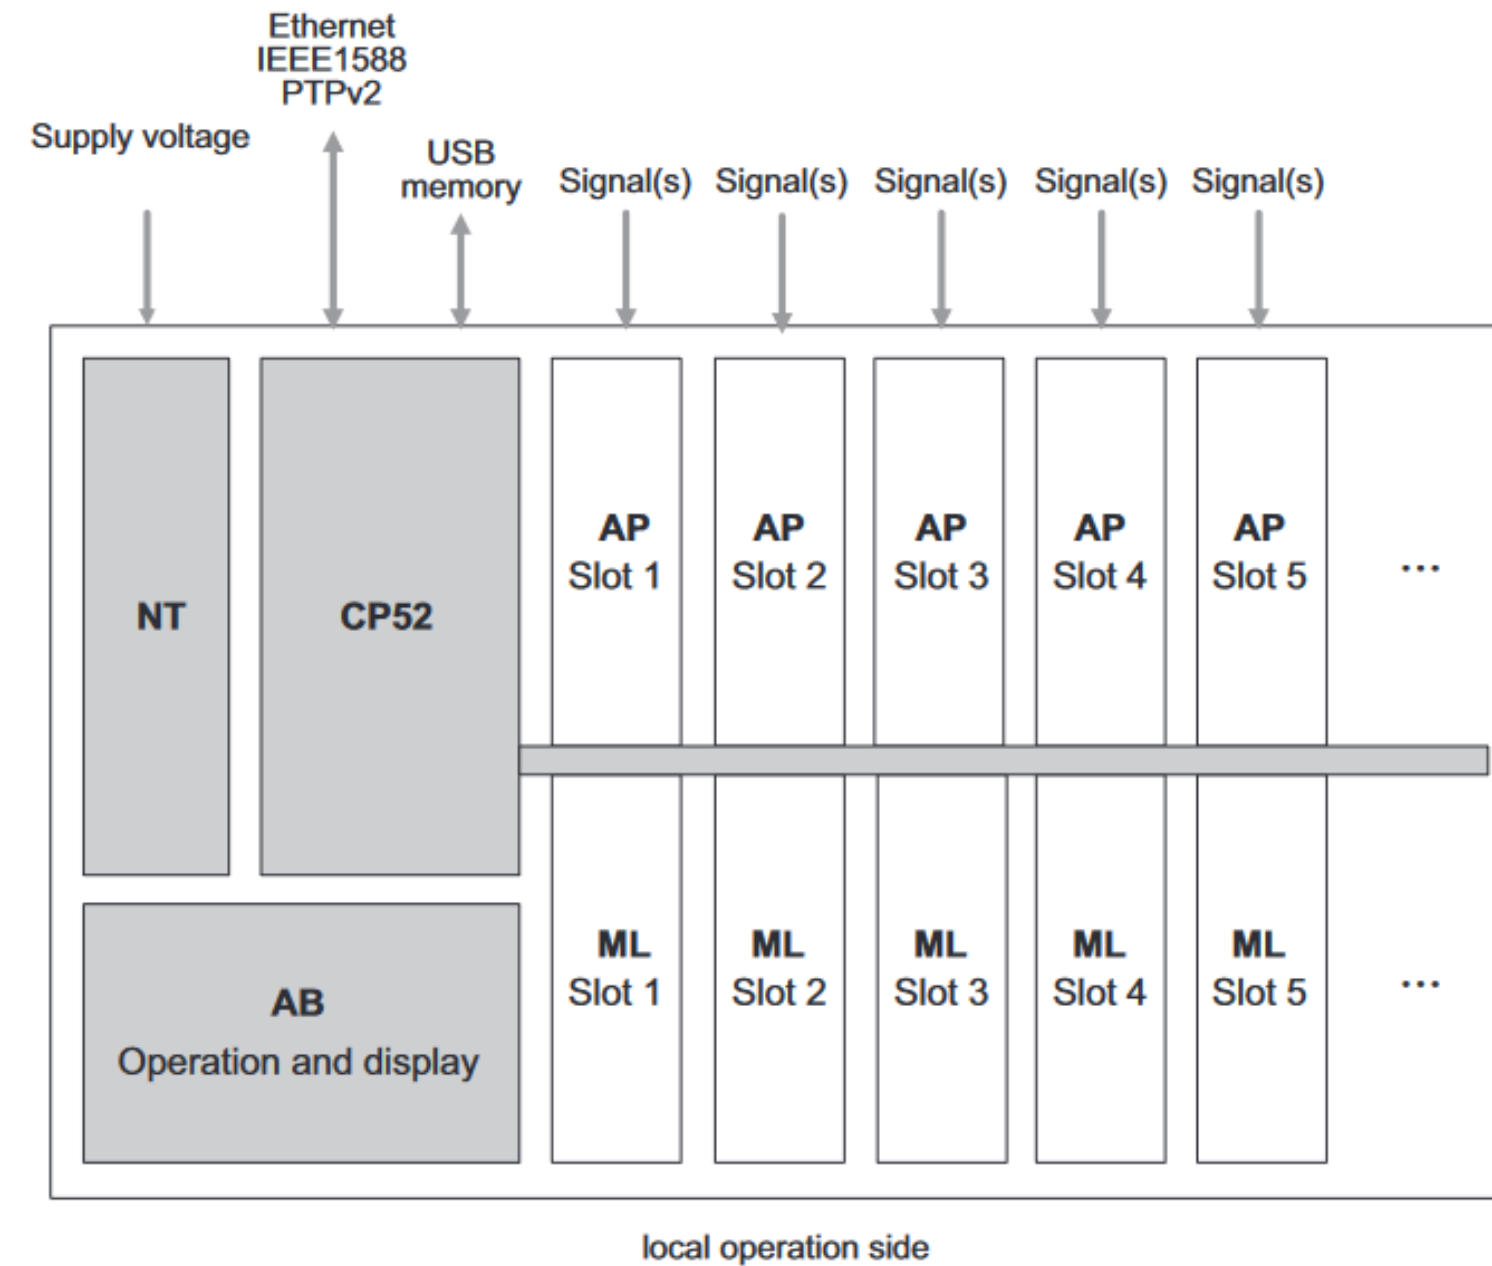 Ethernet
IEEE1588
PTPv2
Supply voltage
USB
memory
Signal(s) Signal(s) Signal(s) Signal(s) Signal(s)
NT
CP52
AP
Slot 1
AP
Slot 2
AP
Slot 3
AP
Slot 4
AP
Slot 5
...
AB
Operation and display
ML
Slot 1
ML
Slot 2
ML
Slot 3
ML
Slot 4
ML
Slot 5
...
local operation side